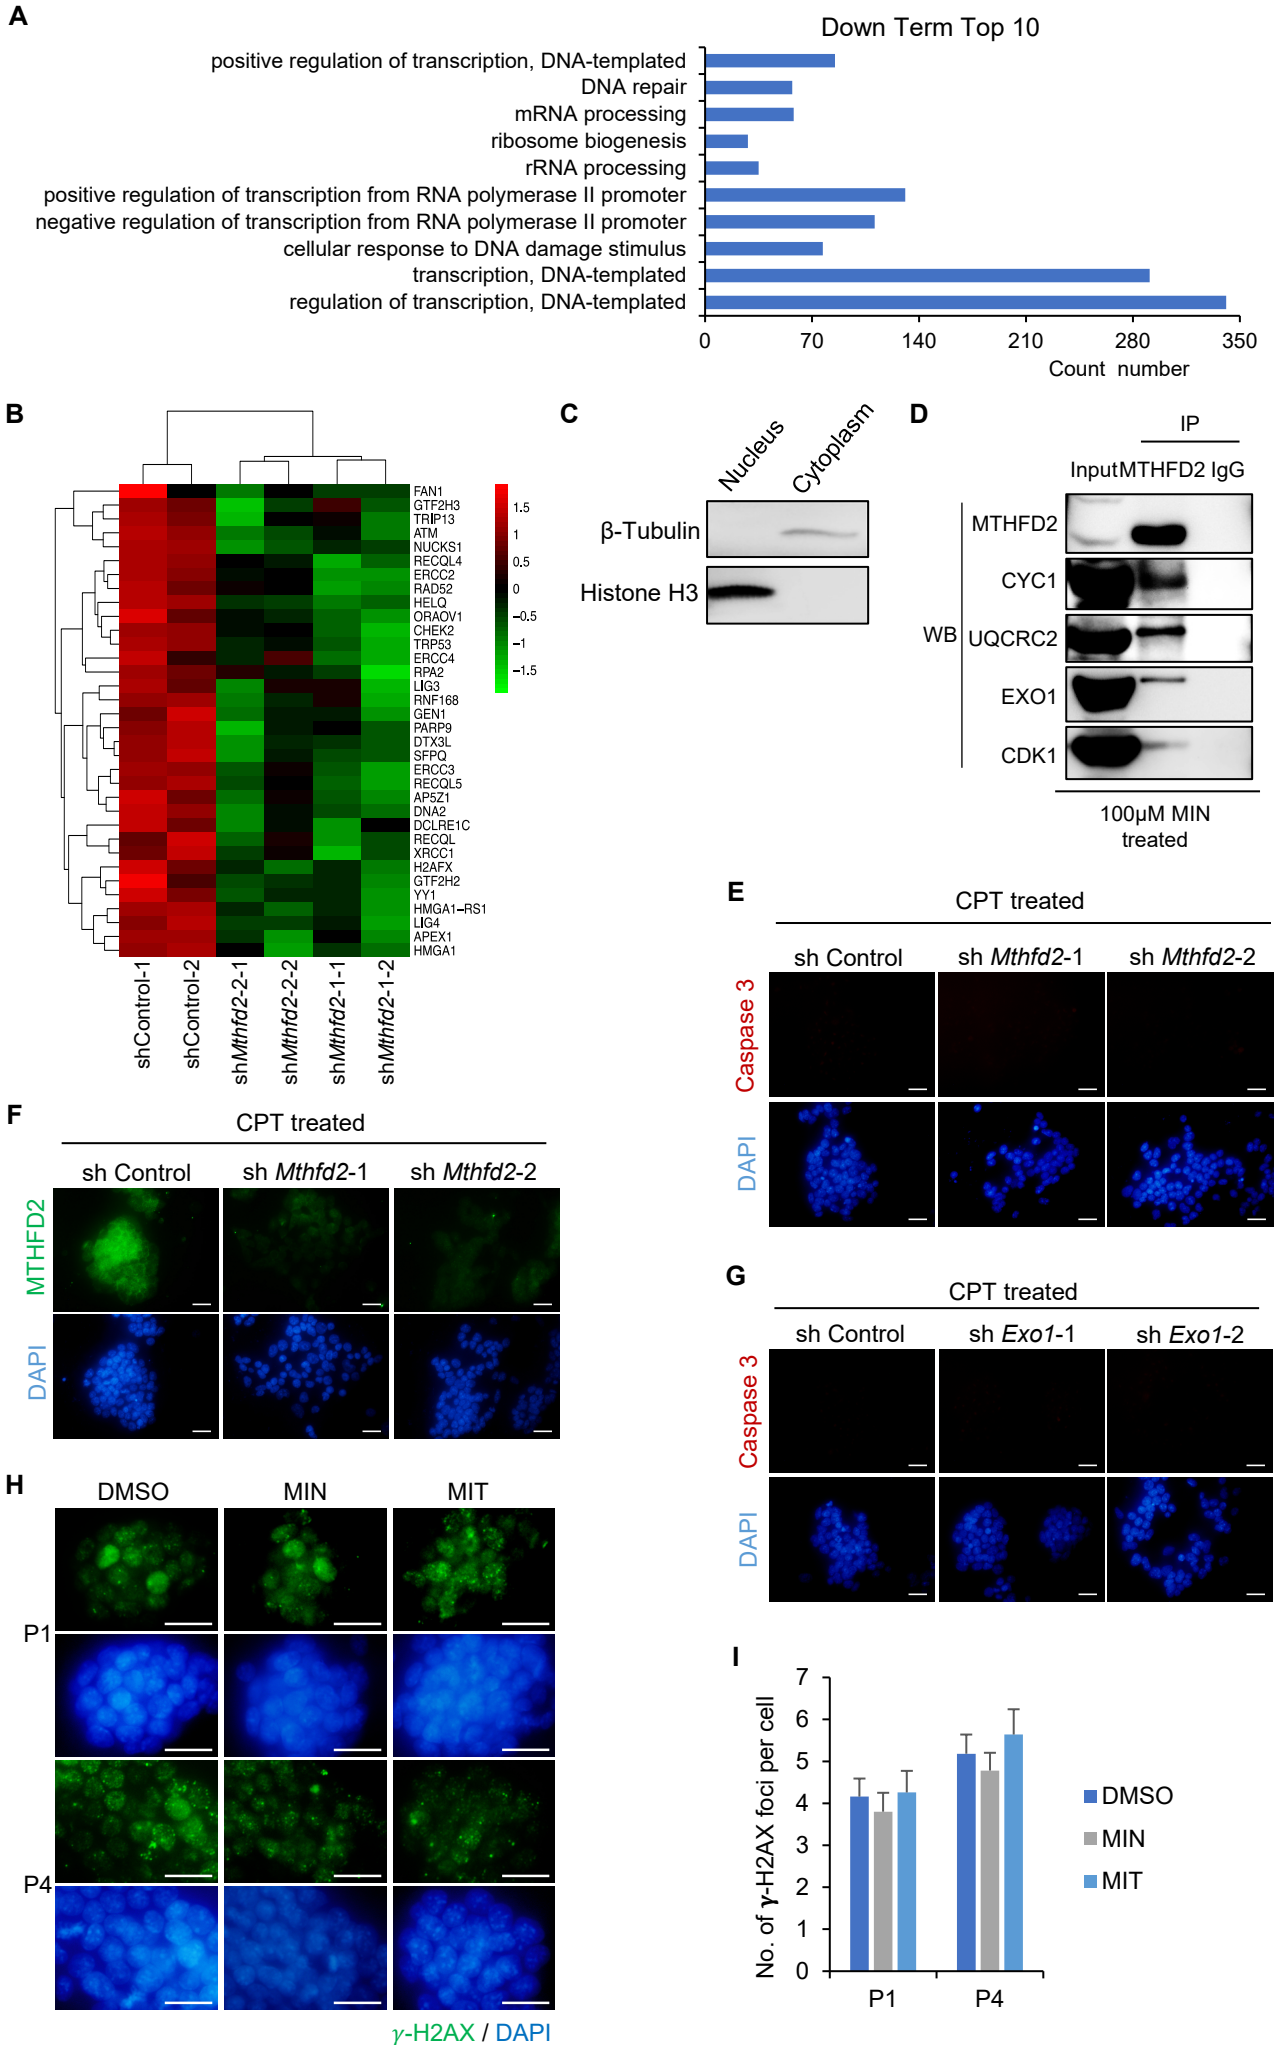 A
Down Term Top 10
positive regulation of transcription, DNA-templated
DNA repair
mRNA processing
ribosome biogenesis
rRNA processing
positive regulation of transcription from RNA polymerase II promoter
negative regulation of transcription from RNA polymerase II promoter
cellular response to DNA damage stimulus
transcription, DNA-templated
regulation of transcription, DNA-templated
0 70 140 210 280 350
Count number
B
FAN1
GTF2H3
TRIP13
ATM
NUCKS1
RECQL4
ERCC2
RAD52
HELQ
ORAOV1
CHEK2
TRP53
ERCC4
RPA2
LIG3
RNF168
GEN1
PARP9
DTX3L
SFPQ
ERCC3
RECQL5
AP5Z1
DNA2
DCLRE1C
RECQL
XRCC1
H2AFX
GTF2H2
YY1
HMGA1−RS1
LIG4
APEX1
HMGA1
1.5
1
0.5
0
−0.5
−1
−1.5
shControl-1
shControl-2
shMthfd2-2-1
shMthfd2-2-2
shMthfd2-1-1
shMthfd2-1-2
C
Nucleus
Cytoplasm
β-Tubulin
Histone H3
D
IP
Input MTHFD2 IgG
WB
MTHFD2
CYC1
UQCRC2
EXO1
CDK1
100μM MIN
treated
E
CPT treated
sh Control sh Mthfd2-1 sh Mthfd2-2
Caspase 3
DAPI
F
CPT treated
sh Control sh Mthfd2-1 sh Mthfd2-2
MTHFD2
DAPI
G
CPT treated
sh Control sh Exo1-1 sh Exo1-2
Caspase 3
DAPI
H
DMSO MIN MIT
P1
P4
γ-H2AX / DAPI
I
No. of γ-H2AX foci per cell
7
6
5
4
3
2
1
0
P1 P4
DMSO
MIN
MIT